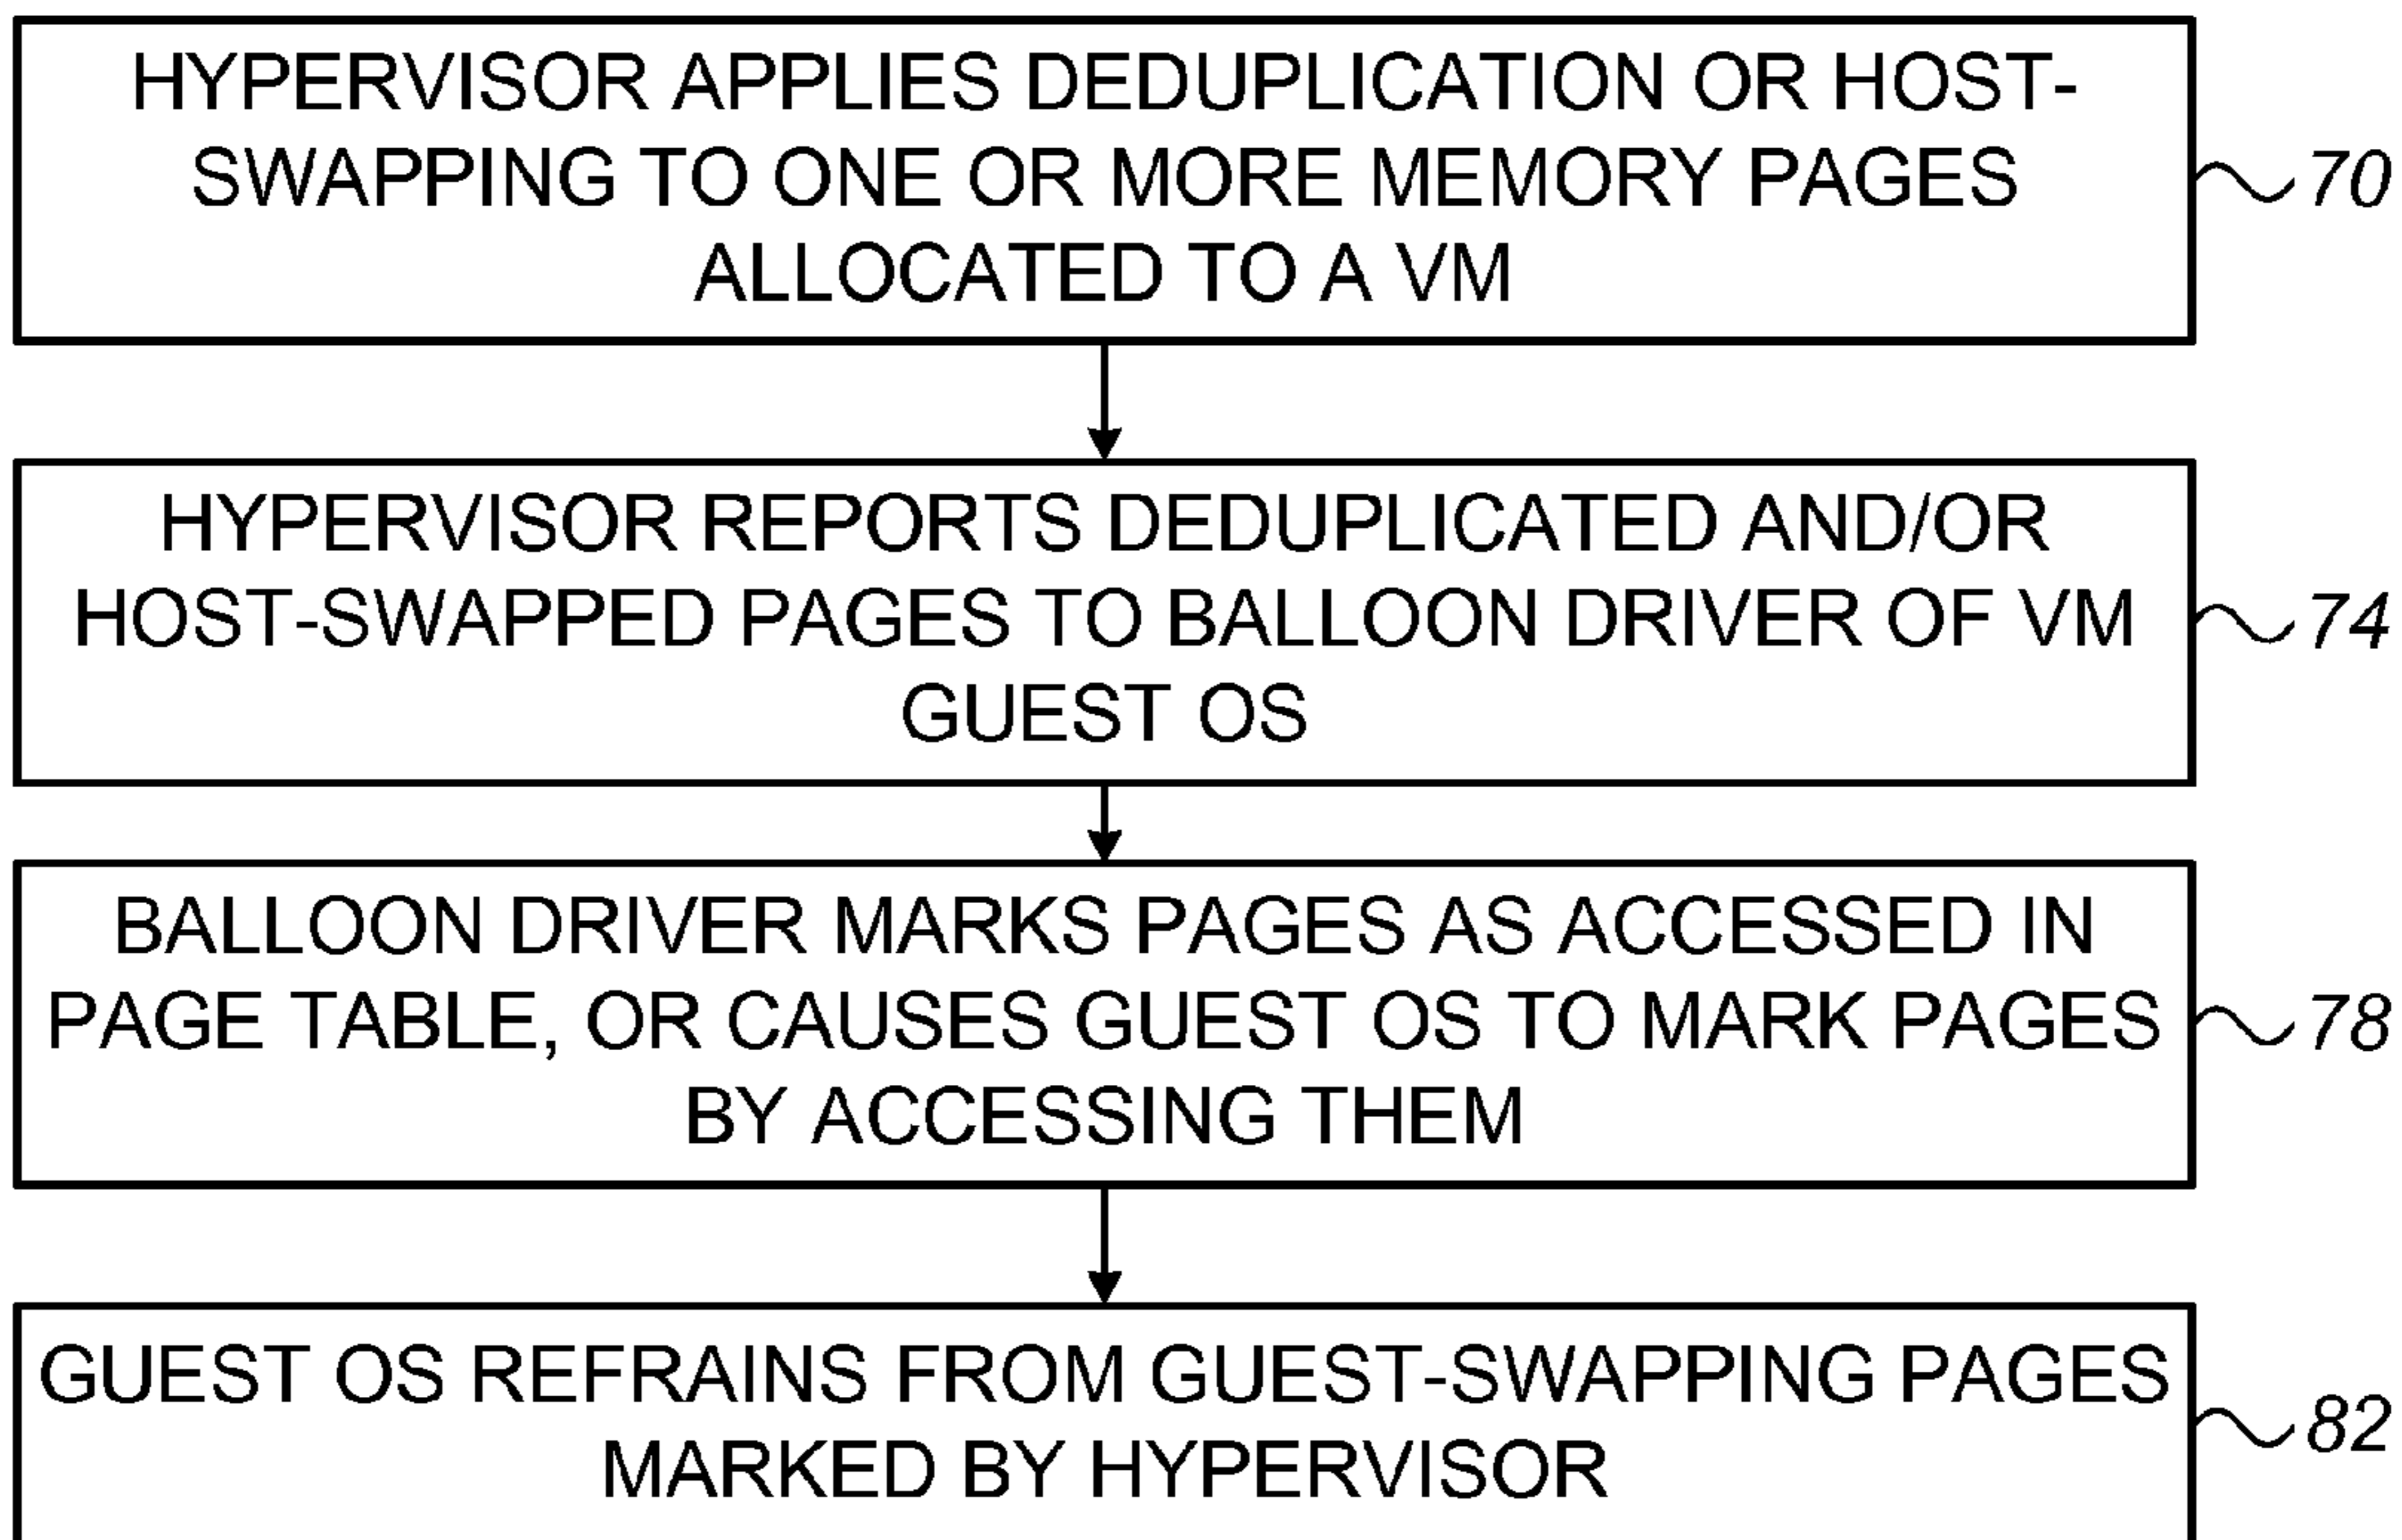 HYPERVISOR APPLIES DEDUPLICATION OR HOST-
SWAPPING TO ONE OR MORE MEMORY PAGES
ALLOCATED TO A VM
70
HYPERVISOR REPORTS DEDUPLICATED AND/OR
HOST-SWAPPED PAGES TO BALLOON DRIVER OF VM
GUEST OS
74
BALLOON DRIVER MARKS PAGES AS ACCESSED IN
PAGE TABLE, OR CAUSES GUEST OS TO MARK PAGES
BY ACCESSING THEM
78
GUEST OS REFRAINS FROM GUEST-SWAPPING PAGES
MARKED BY HYPERVISOR
82